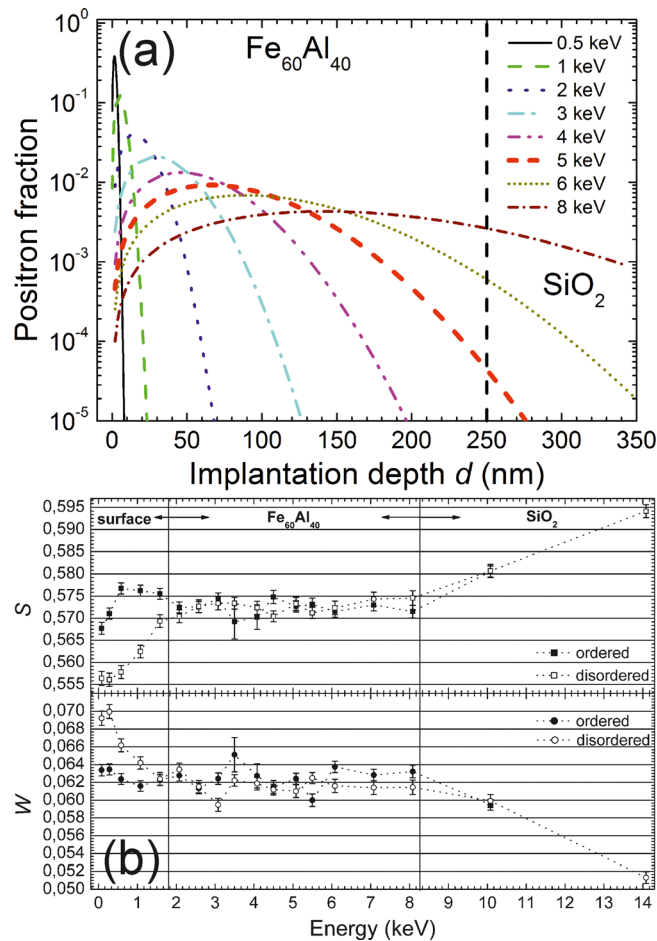 (a)
Fe60Al40
0.5 keV
1 keV
2 keV
3 keV
4 keV
5 keV
6 keV
8 keV
SiO2
Positron fraction
10^0
10^-1
10^-2
10^-3
10^-4
10^-5
0 50 100 150 200 250 300 350
Implantation depth d (nm)
surface Fe60Al40 SiO2
S
0,595
0,590
0,585
0,580
0,575
0,570
0,565
0,560
0,555
ordered
disordered
W
0,070
0,068
0,066
0,064
0,062
0,060
0,058
0,056
0,054
0,052
0,050
ordered
disordered
(b)
0 1 2 3 4 5 6 7 8 9 10 11 12 13 14
Energy (keV)